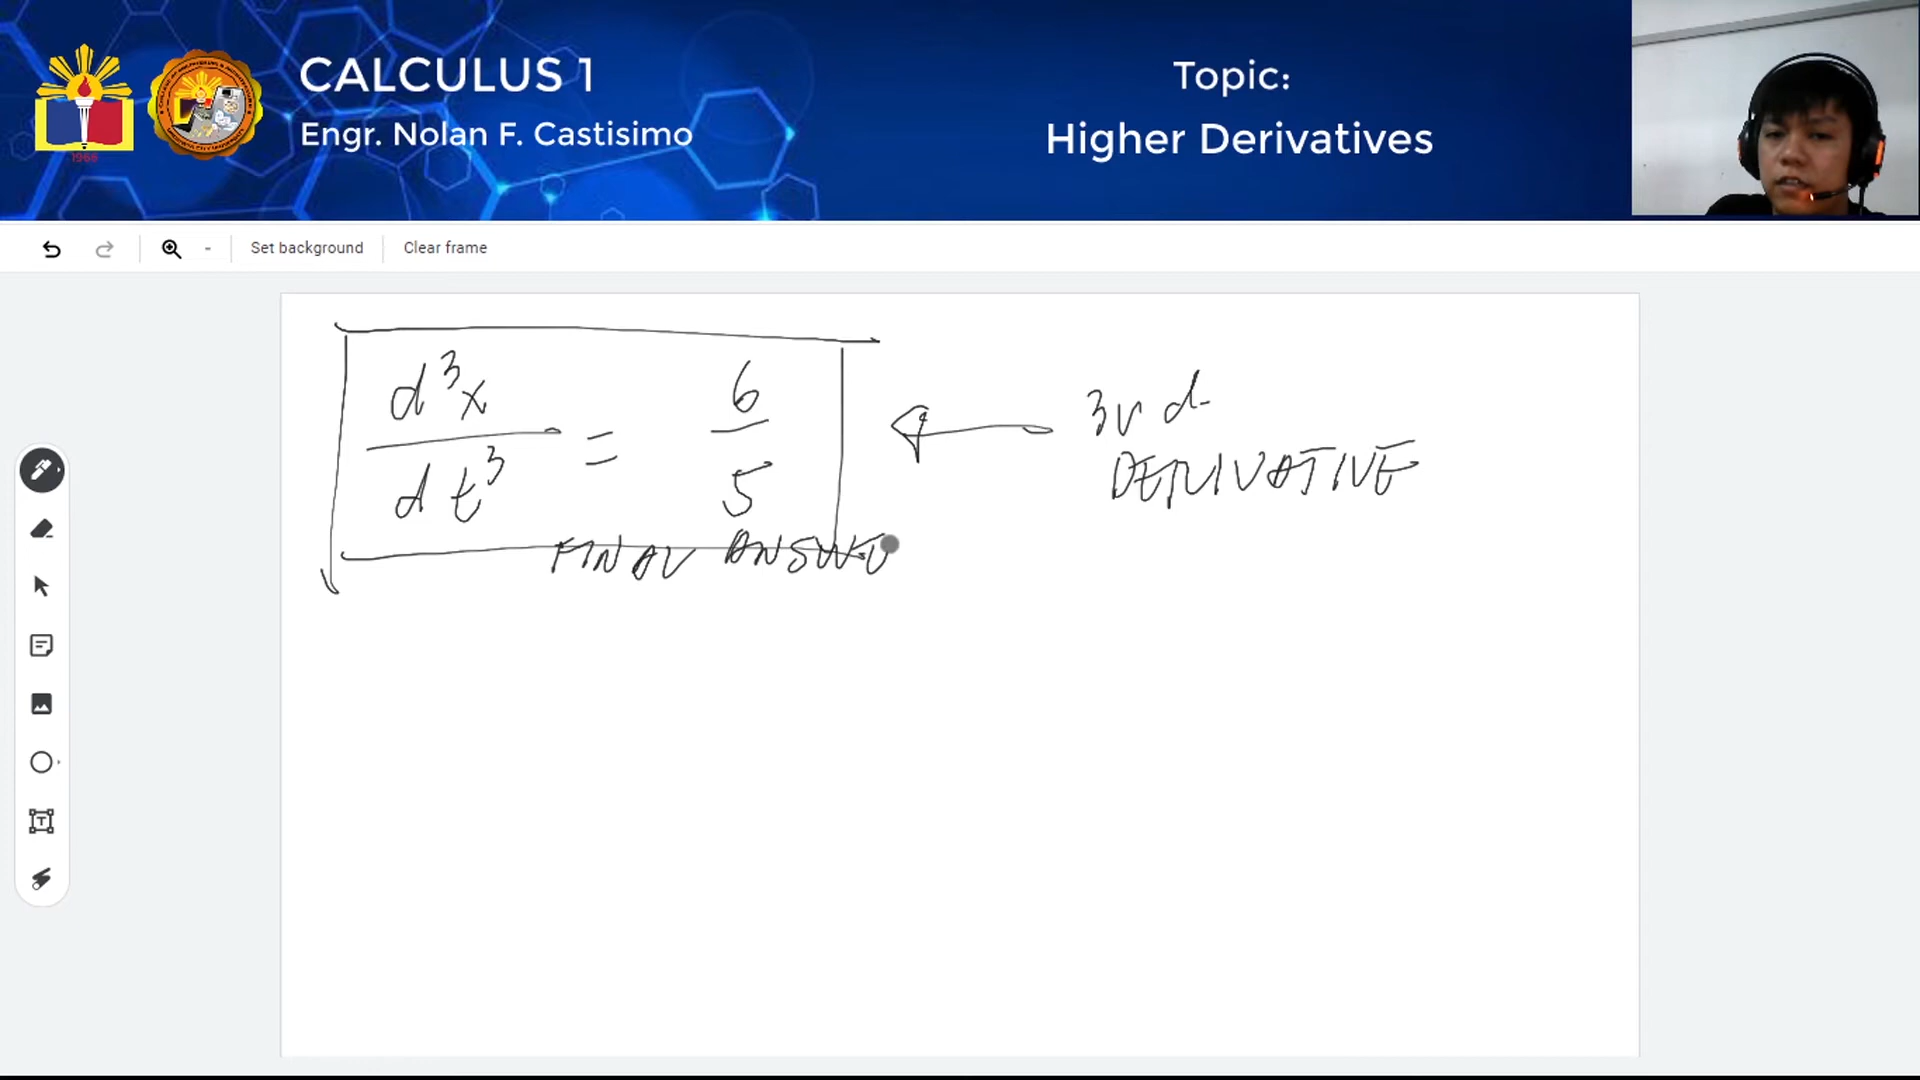 CALCULUS 1
Engr. Nolan F. Castisimo
Topic:
Higher Derivatives
1966
Set background
Clear frame
d³x
dt³
=
6
5
3rd
DERIVATIVE
FINAL ANSWER
T